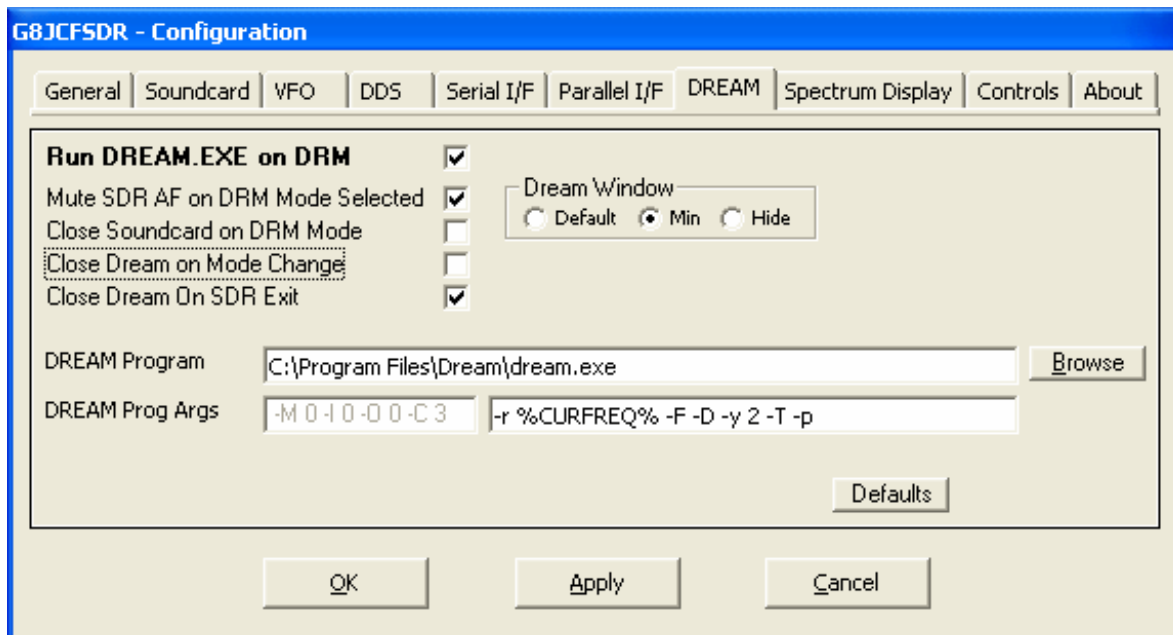 G8JCFSDR - Configuration
General Soundcard VFO DDS Serial I/F Parallel I/F DREAM Spectrum Display Controls About
Run DREAM.EXE on DRM
Mute SDR AF on DRM Mode Selected
Close Soundcard on DRM Mode
Close Dream on Mode Change
Close Dream On SDR Exit
Dream Window
Default Min Hide
DREAM Program C:\Program Files\Dream\dream.exe Browse
DREAM Prog Args -M 0 -I 0 -O 0 -C 3 -r %CURFREQ% -F -D -y 2 -T -p
Defaults
OK Apply Cancel